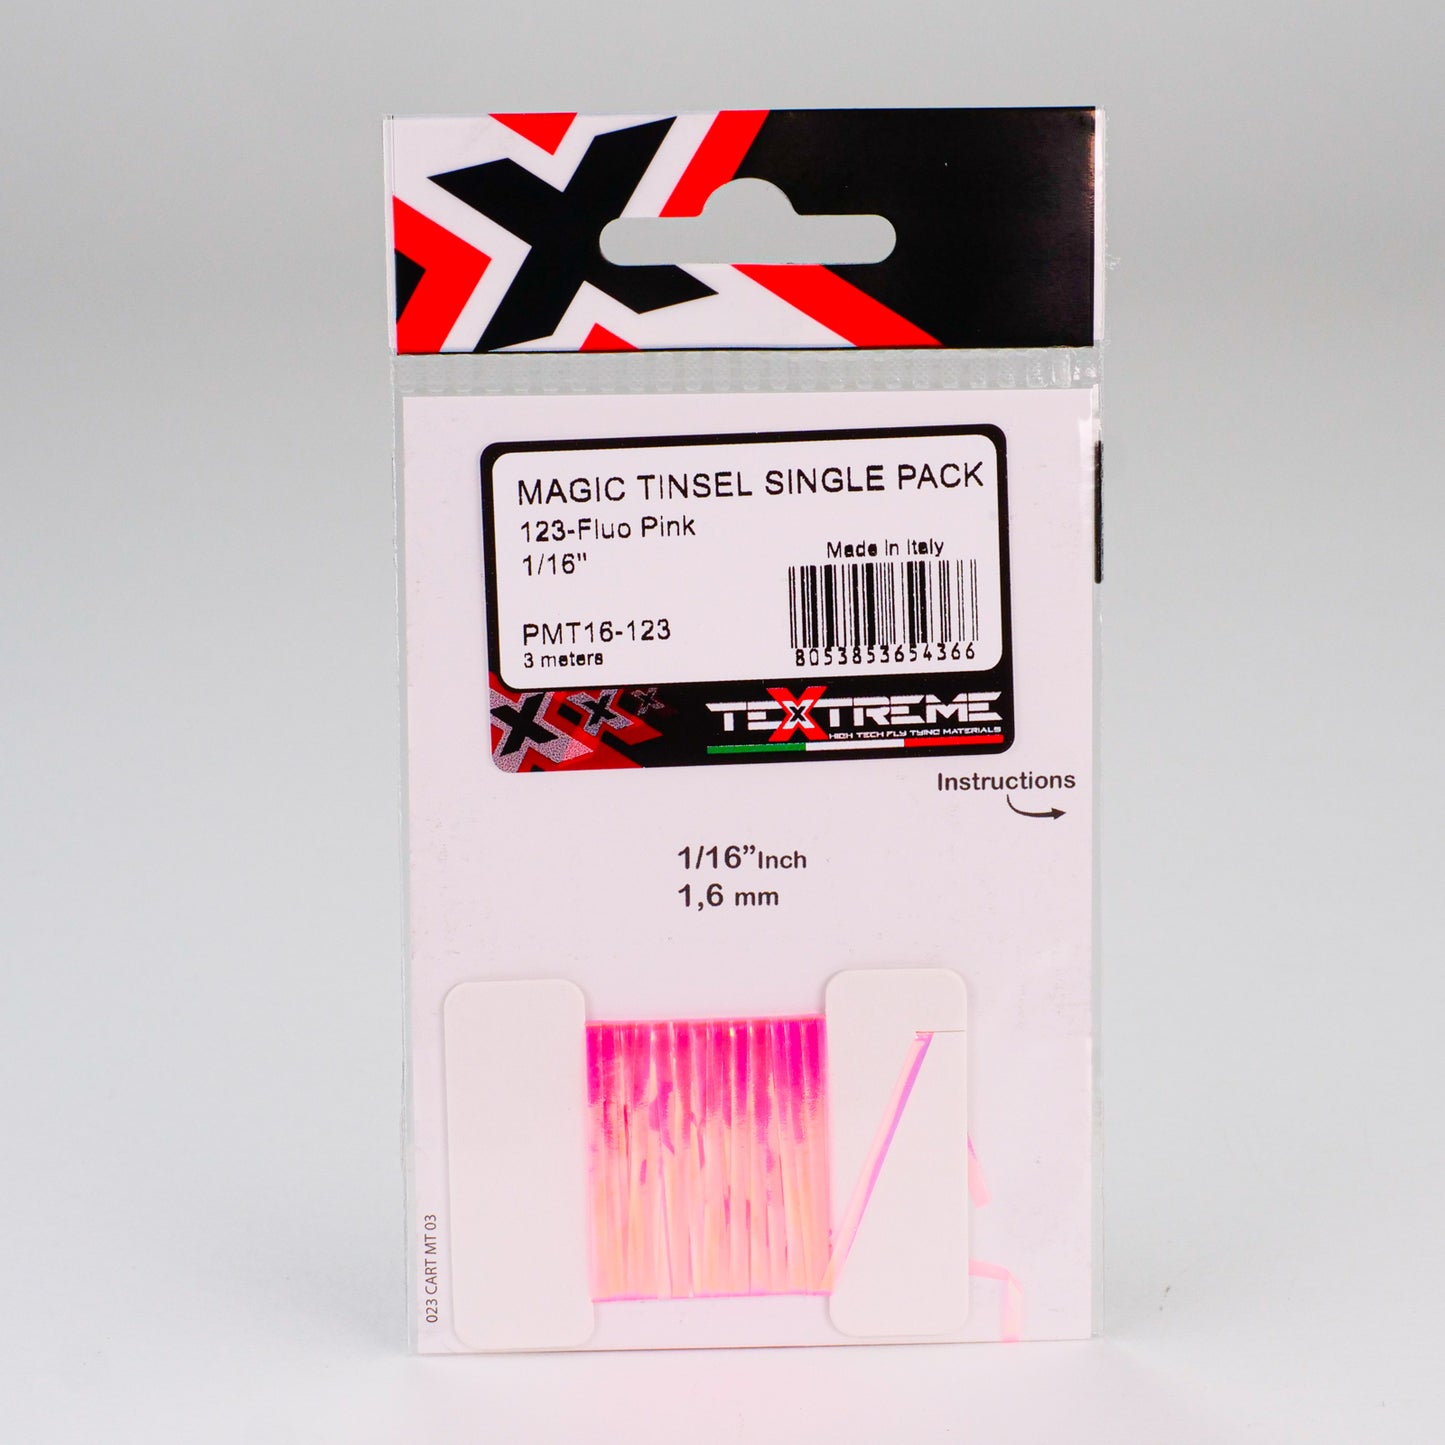 MAGIC TINSEL SINGLE PACK
123-Fluo Pink
1/16"
Made in Italy
PMT16-123
3 meters
8053853654366
TEXTREME
HIGH TECH FLY TYING MATERIALS
Instructions
1/16” Inch
1,6 mm
023 CART MT 03